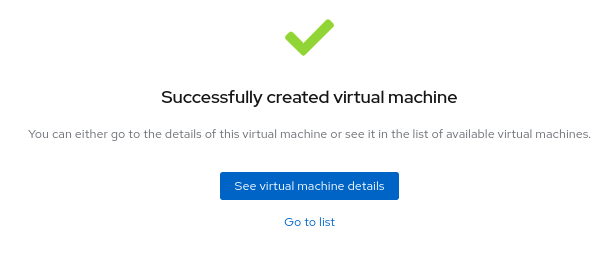 Successfully created virtual machine
You can either go to the details of this virtual machine or see it in the list of available virtual machines.
See virtual machine details
Go to list